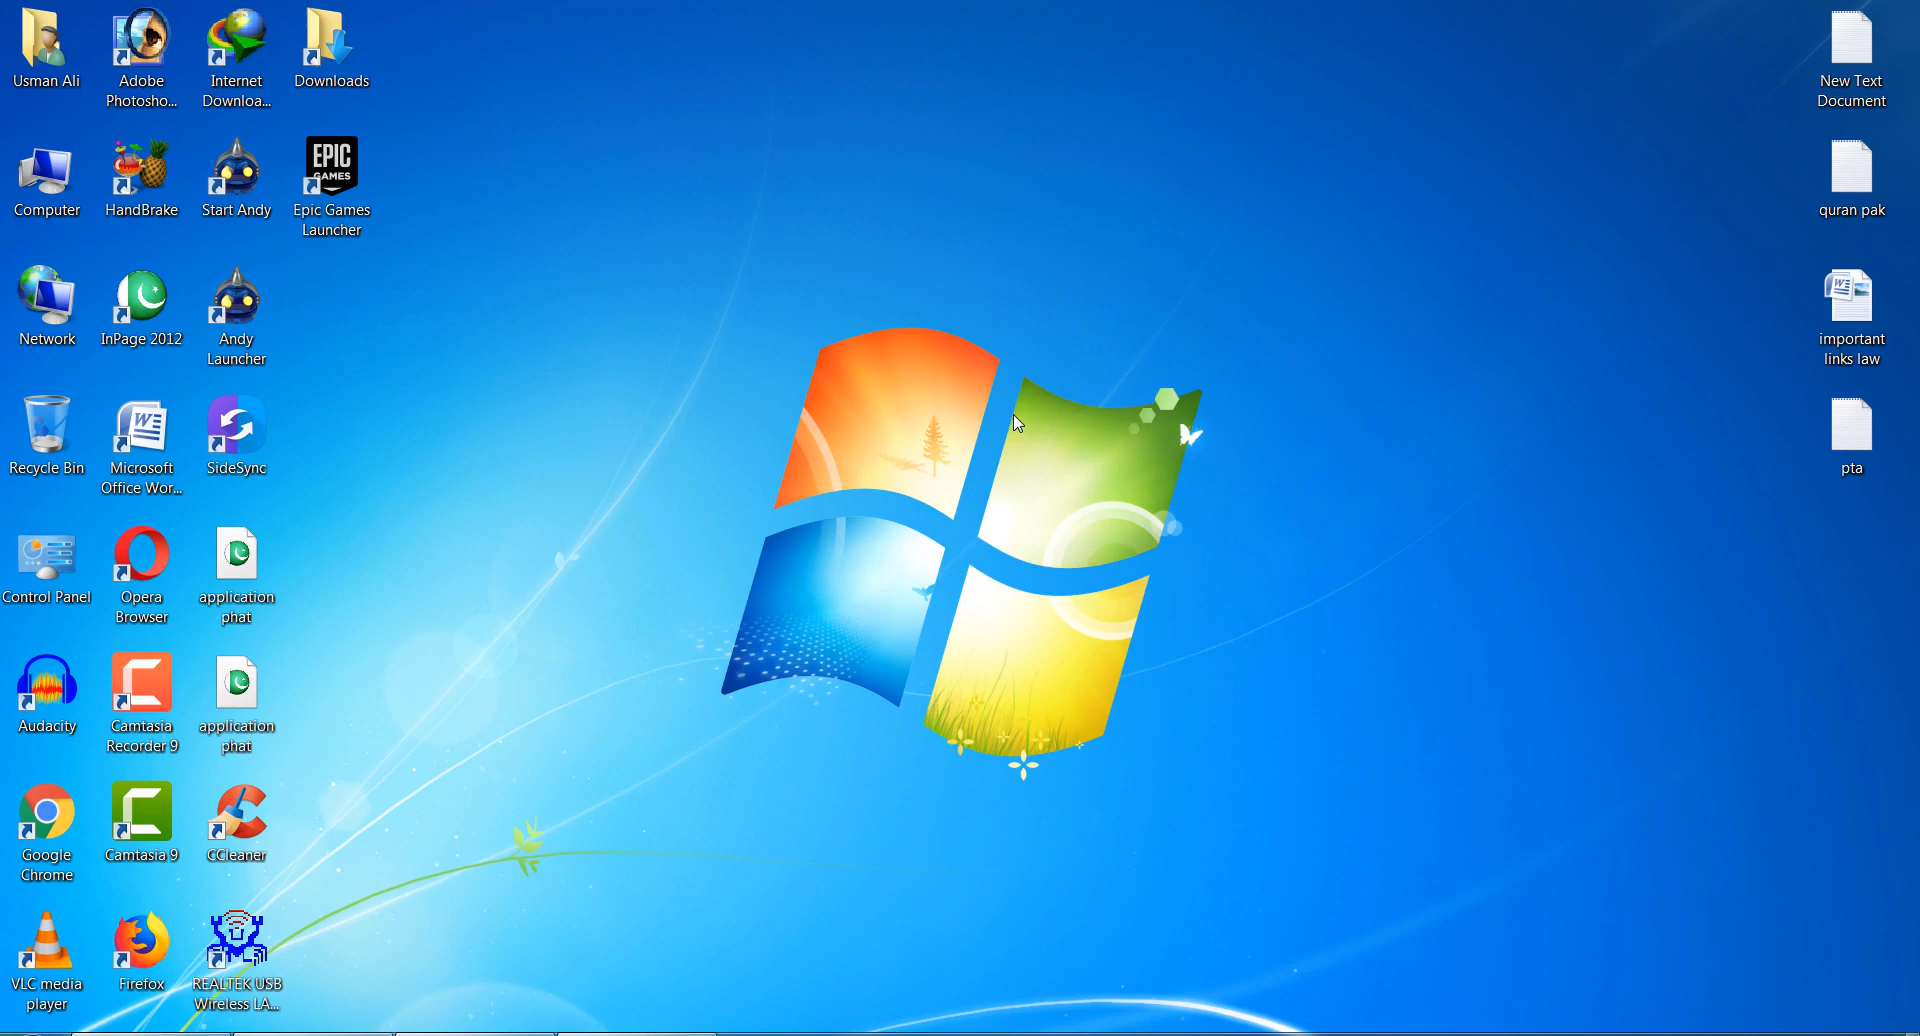 Usman Ali
Adobe
Photosho...
Internet
Downloa...
Downloads
New Text
Document
Computer
HandBrake
Start Andy
EPIC
GAMES
Epic Games
Launcher
quran pak
Network
InPage 2012
Andy
Launcher
W
important
links law
Recycle Bin
W
Microsoft
Office Wor...
SideSync
pta
Control Panel
Opera
Browser
application
phat
Audacity
Camtasia
Recorder 9
application
phat
Google
Chrome
Camtasia 9
CCleaner
VLC media
player
Firefox
REALTEK USB
Wireless LA...